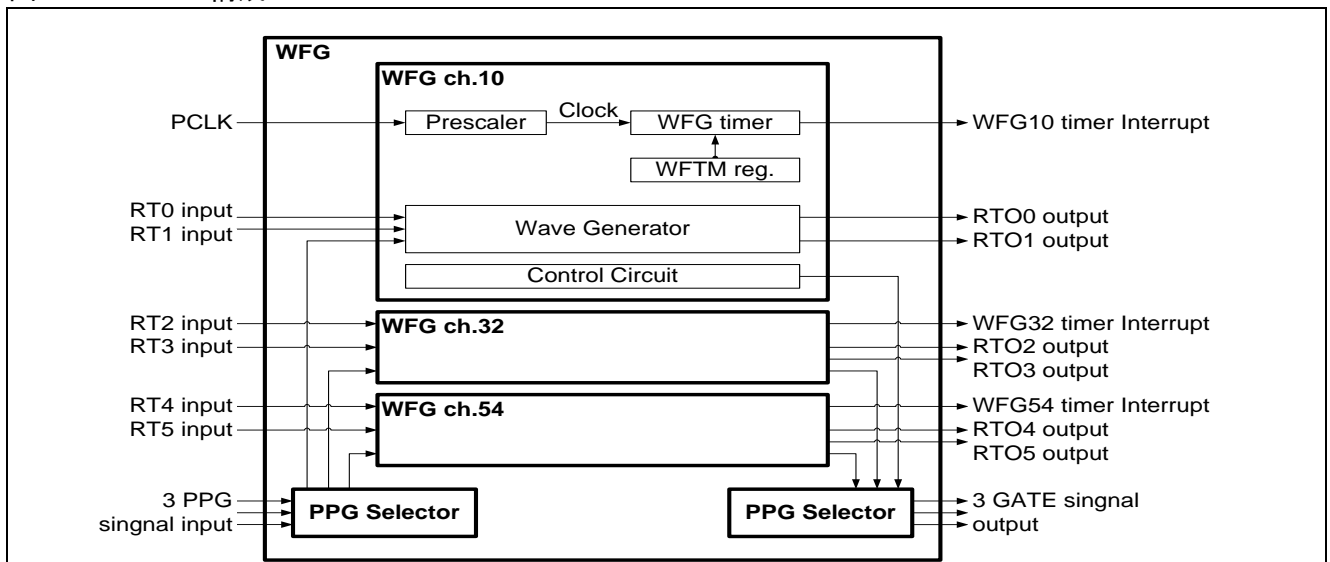 WFG
WFG ch.10
PCLK
Prescaler
Clock
WFG timer
WFG10 timer Interrupt
WFTM reg.
RT0 input
RT1 input
Wave Generator
RTO0 output
RTO1 output
Control Circuit
RT2 input
RT3 input
WFG ch.32
WFG32 timer Interrupt
RTO2 output
RTO3 output
RT4 input
RT5 input
WFG ch.54
WFG54 timer Interrupt
RTO4 output
RTO5 output
3 PPG
singnal input
PPG Selector
PPG Selector
3 GATE singnal
output